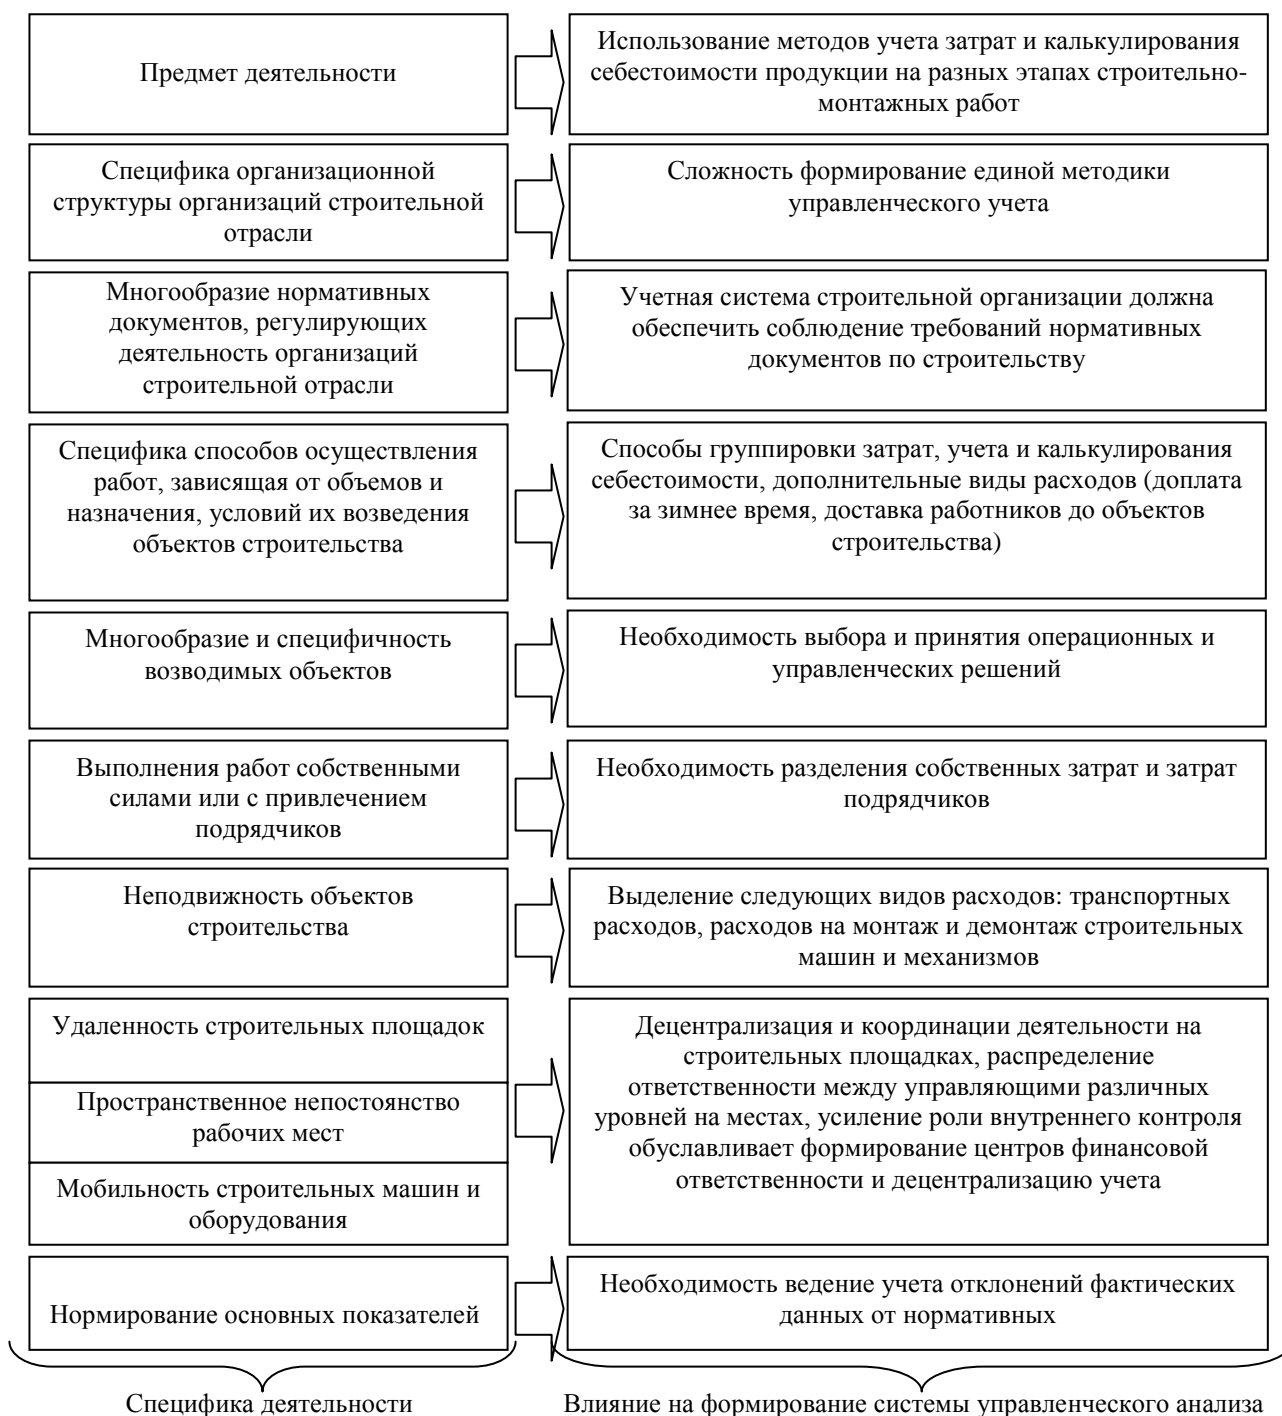 Предмет деятельности
Использование методов учета затрат и калькулирования
себестоимости продукции на разных этапах строительно-
монтажных работ
Специфика организационной
структуры организаций строительной
отрасли
Сложность формирование единой методики
управленческого учета
Многообразие нормативных
документов, регулирующих
деятельность организаций
строительной отрасли
Учетная система строительной организации должна
обеспечить соблюдение требований нормативных
документов по строительству
Специфика способов осуществления
работ, зависящая от объемов и
назначения, условий их возведения
объектов строительства
Способы группировки затрат, учета и калькулирования
себестоимости, дополнительные виды расходов (доплата
за зимнее время, доставка работников до объектов
строительства)
Многообразие и специфичность
возводимых объектов
Необходимость выбора и принятия операционных и
управленческих решений
Выполнения работ собственными
силами или с привлечением
подрядчиков
Необходимость разделения собственных затрат и затрат
подрядчиков
Неподвижность объектов
строительства
Выделение следующих видов расходов: транспортных
расходов, расходов на монтаж и демонтаж строительных
машин и механизмов
Удаленность строительных площадок
Пространственное непостоянство
рабочих мест
Мобильность строительных машин и
оборудования
Децентрализация и координации деятельности на
строительных площадках, распределение
ответственности между управляющими различных
уровней на местах, усиление роли внутреннего контроля
обуславливает формирование центров финансовой
ответственности и децентрализацию учета
Нормирование основных показателей
Необходимость ведение учета отклонений фактических
данных от нормативных
Специфика деятельности
Влияние на формирование системы управленческого анализа